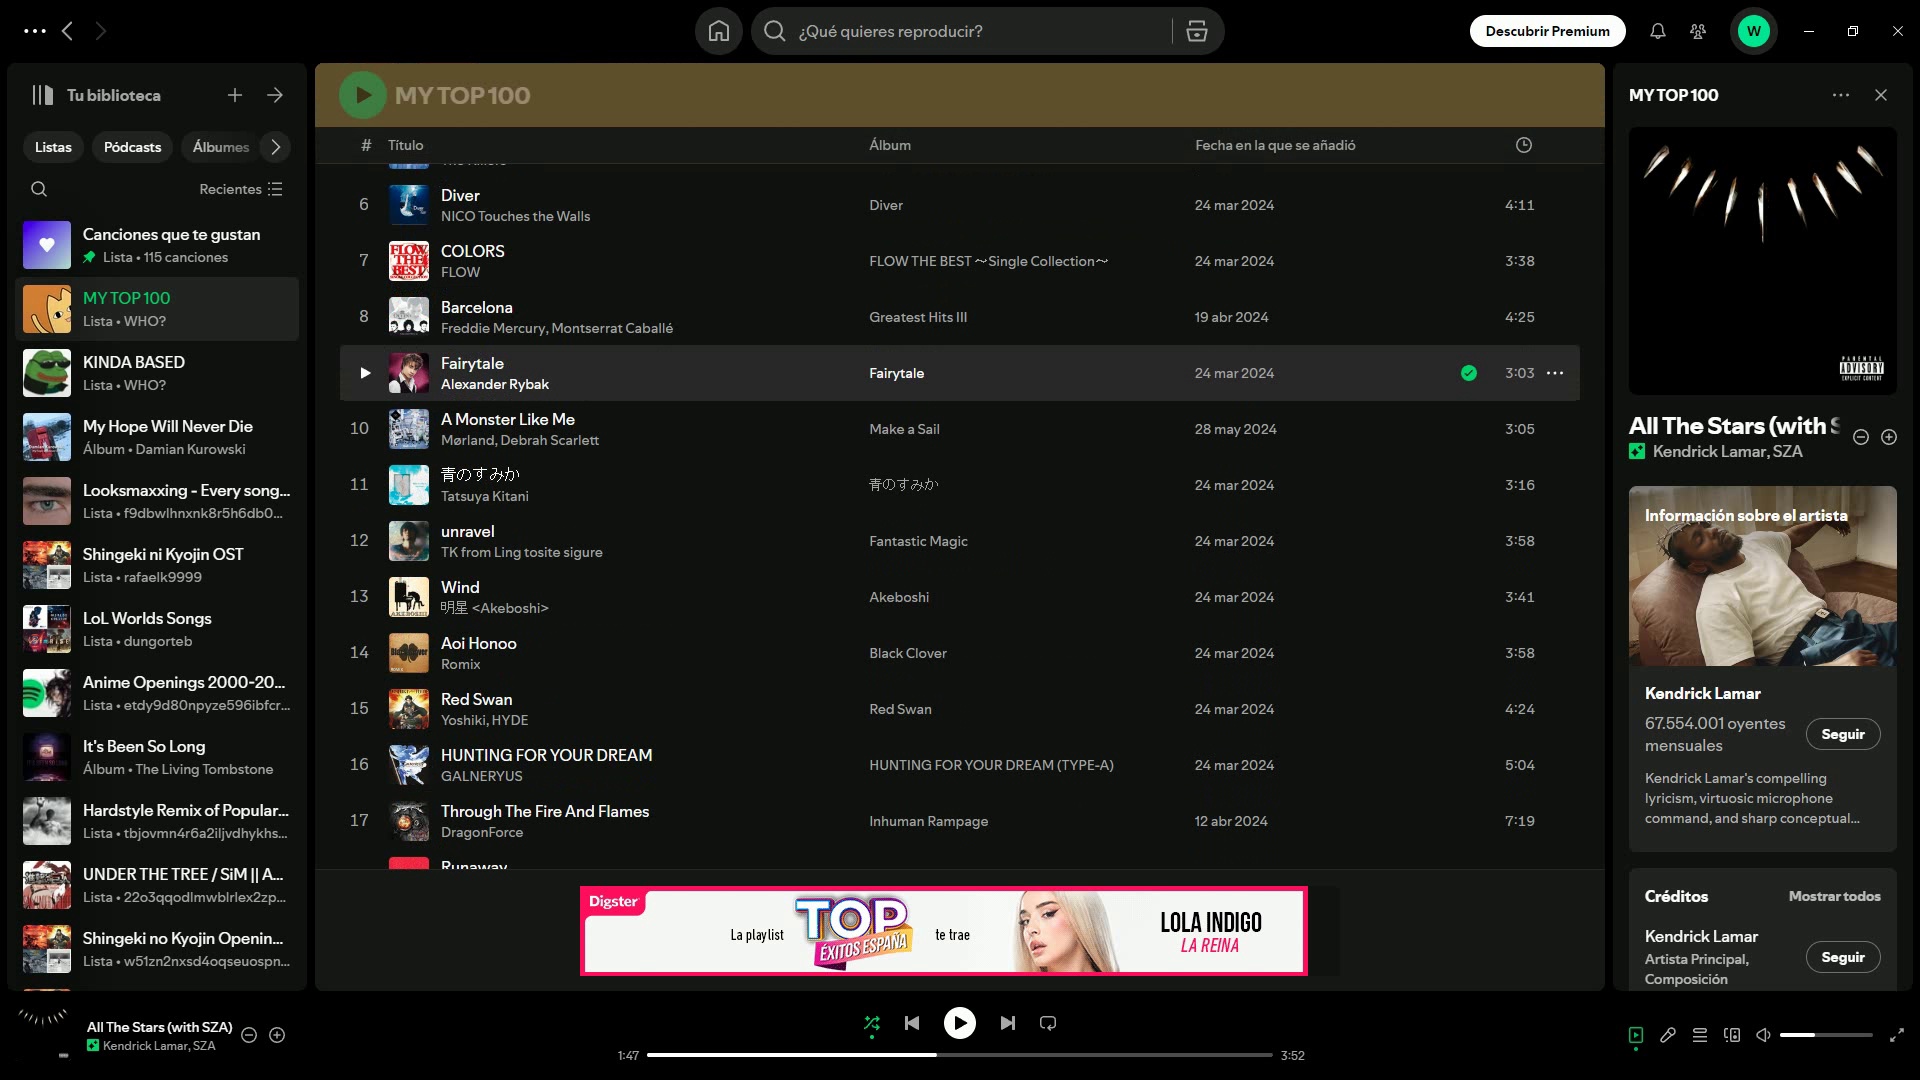 ¿Qué quieres reproducir?
Descubrir Premium
W
Tu biblioteca
Listas
Pódcasts
Álbumes
Recientes
Canciones que te gustan
Lista • 115 canciones
MY TOP 100
Lista • WHO?
KINDA BASED
Lista • WHO?
My Hope Will Never Die
Álbum • Damian Kurowski
Looksmaxxing - Every song...
Lista • f9dbwlhnxnk8r5h6db0...
Shingeki ni Kyojin OST
Lista • rafaelk9999
LoL Worlds Songs
Lista • dungorteb
Anime Openings 2000-20...
Lista • etdy9d80npyze596ibfcr...
It's Been So Long
Álbum • The Living Tombstone
Hardstyle Remix of Popular...
Lista • tbjovmn4r6a2iljvdhykhs...
UNDER THE TREE / SiM || A...
Lista • 22o3qqodlmwblrlex2zp...
Shingeki no Kyojin Openin...
Lista • w51zn2nxsd4oqseuospn...
MY TOP 100
# Título Álbum Fecha en la que se añadió
6 Diver Diver 24 mar 2024 4:11
NICO Touches the Walls
7 COLORS FLOW THE BEST ～Single Collection～ 24 mar 2024 3:38
FLOW
8 Barcelona Greatest Hits III 19 abr 2024 4:25
Freddie Mercury, Montserrat Caballé
Fairytale Fairytale 24 mar 2024 3:03
Alexander Rybak
10 A Monster Like Me Make a Sail 28 may 2024 3:05
Mørland, Debrah Scarlett
11 青のすみか 青のすみか 24 mar 2024 3:16
Tatsuya Kitani
12 unravel Fantastic Magic 24 mar 2024 3:58
TK from Ling tosite sigure
13 Wind Akeboshi 24 mar 2024 3:41
明星 <Akeboshi>
14 Aoi Honoo Black Clover 24 mar 2024 3:58
Romix
15 Red Swan Red Swan 24 mar 2024 4:24
Yoshiki, HYDE
16 HUNTING FOR YOUR DREAM HUNTING FOR YOUR DREAM (TYPE-A) 24 mar 2024 5:04
GALNERYUS
17 Through The Fire And Flames Inhuman Rampage 12 abr 2024 7:19
DragonForce
Runaway
Digster
La playlist
TOP
ÉXITOS ESPAÑA
te trae
LOLA INDIGO
LA REINA
MY TOP 100
PARENTAL
ADVISORY
EXPLICIT CONTENT
All The Stars (with S
Kendrick Lamar, SZA
Información sobre el artista
Kendrick Lamar
67.554.001 oyentes
mensuales
Seguir
Kendrick Lamar's compelling
lyricism, virtuosic microphone
command, and sharp conceptual...
Créditos
Mostrar todos
Kendrick Lamar
Artista Principal,
Composición
Seguir
All The Stars (with SZA)
Kendrick Lamar, SZA
1:47
3:52